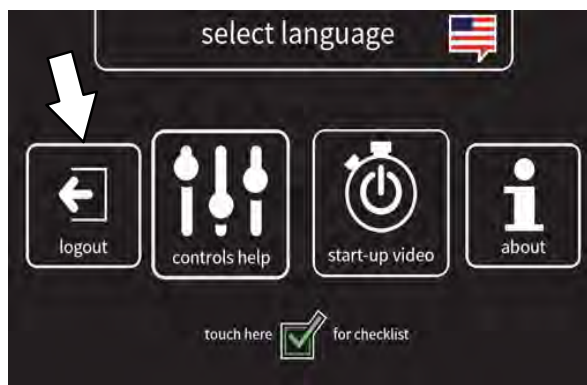 select language
logout
controls help
start-up video
about
touch here for checklist